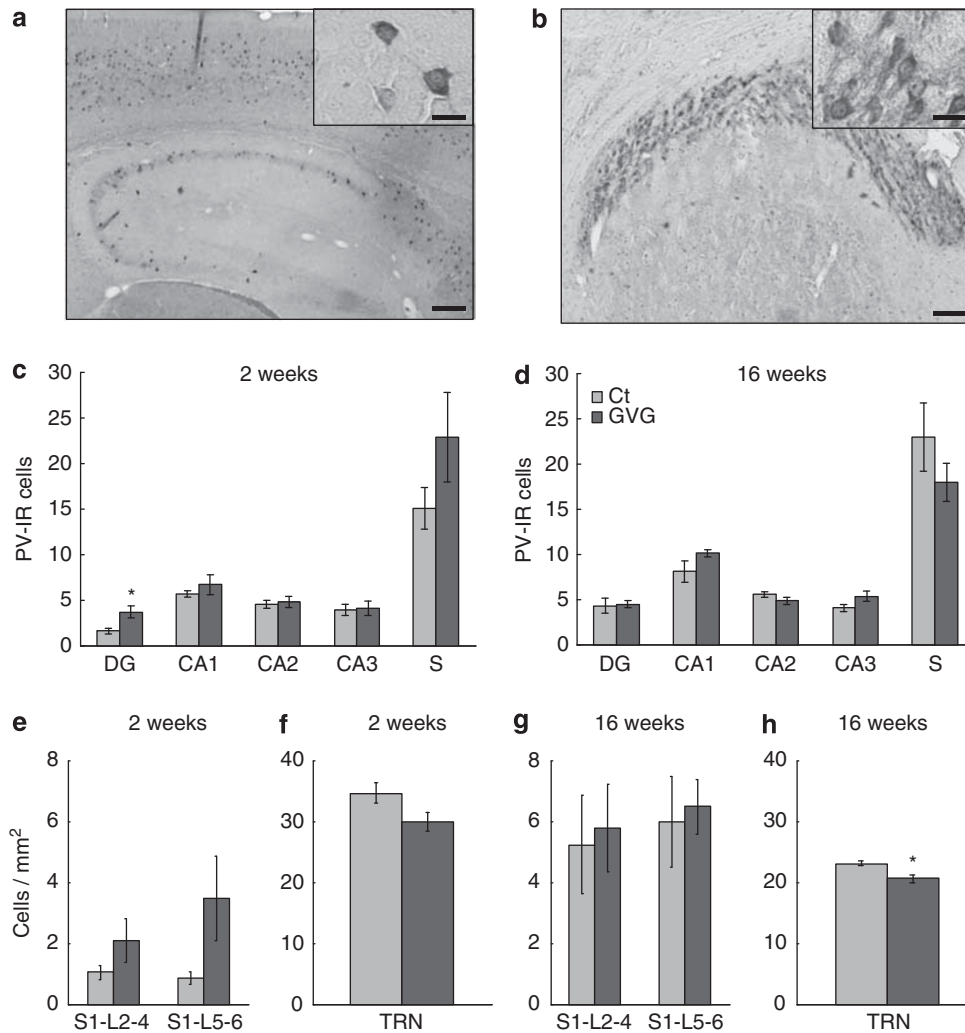 a
b
c
2 weeks
30
25
20
15
10
5
0
PV-IR cells
*
DG CA1 CA2 CA3 S
d
16 weeks
Ct
GVG
30
25
20
15
10
5
0
PV-IR cells
DG CA1 CA2 CA3 S
e
2 weeks
8
6
4
2
0
Cells / mm²
S1-L2-4 S1-L5-6
f
2 weeks
40
30
20
10
0
TRN
g
16 weeks
8
6
4
2
0
S1-L2-4 S1-L5-6
h
16 weeks
40
30
20
10
0
*
TRN